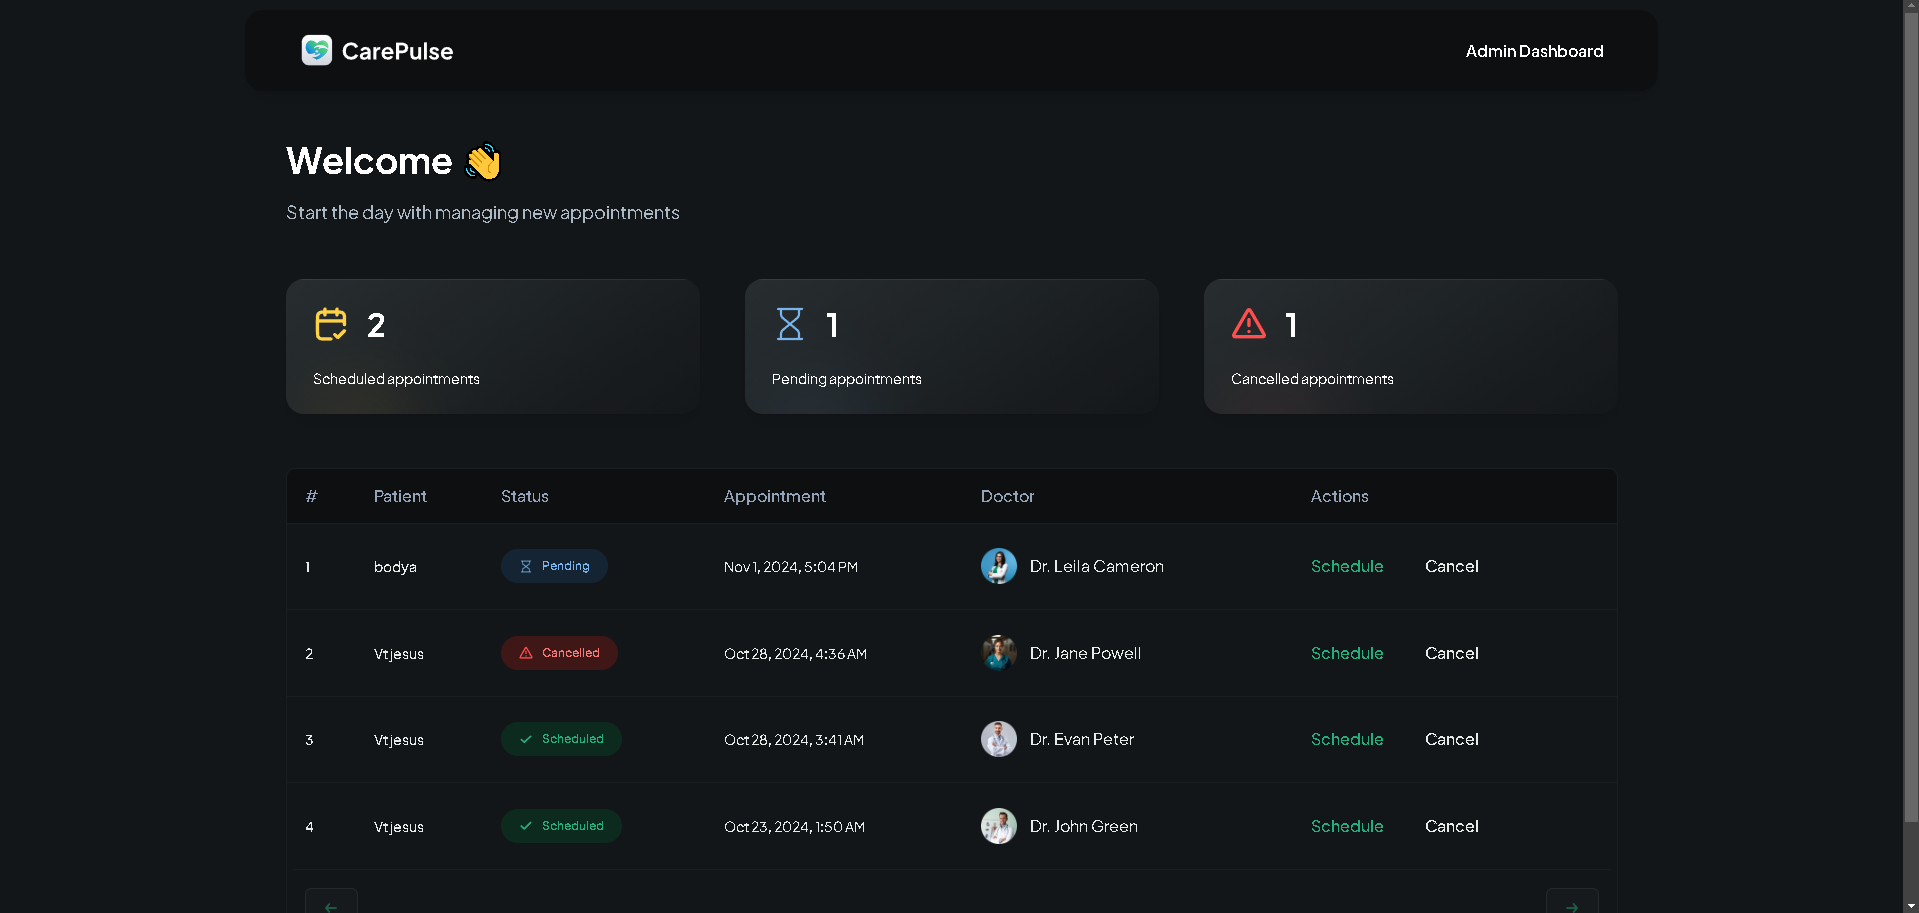 CarePulse
Admin Dashboard
Welcome 👋
Start the day with managing new appointments
2
Scheduled appointments
1
Pending appointments
1
Cancelled appointments
# Patient Status Appointment Doctor Actions
1 bodya Pending Nov 1, 2024, 5:04 PM Dr. Leila Cameron Schedule Cancel
2 Vtjesus Cancelled Oct 28, 2024, 4:36 AM Dr. Jane Powell Schedule Cancel
3 Vtjesus Scheduled Oct 28, 2024, 3:41 AM Dr. Evan Peter Schedule Cancel
4 Vtjesus Scheduled Oct 23, 2024, 1:50 AM Dr. John Green Schedule Cancel